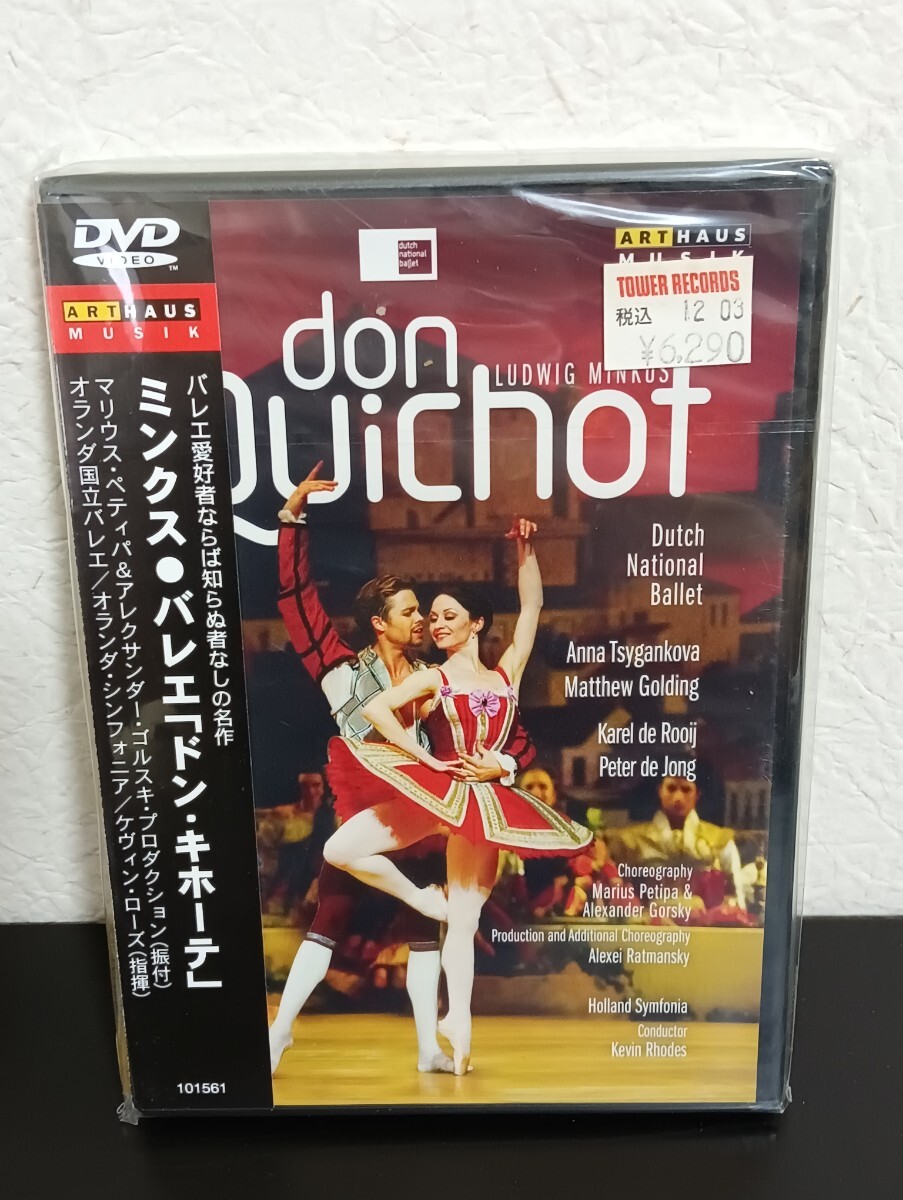 DVD
VIDEO™
ARTHAUS
MUSIK
バレエ愛好者ならば知らぬ者なしの名作
ミンクス●バレエ「ドン・キホーテ」
マリウス・ペティパ&アレクサンダー・ゴルスキ・プロダクション(振付)
オランダ国立バレエ/オランダ・シンフォニア/ケヴィン・ローズ(指揮)
101561
dutch
national
ballet
ARTHAUS
MUSIK
TOWER RECORDS
税込 12 03
¥6,290
don
LUDWIG MINKUS
Quichot
Dutch
National
Ballet
Anna Tsygankova
Matthew Golding
Karel de Rooij
Peter de Jong
Choreography
Marius Petipa &
Alexander Gorsky
Production and Additional Choreography
Alexei Ratmansky
Holland Symfonia
Conductor
Kevin Rhodes